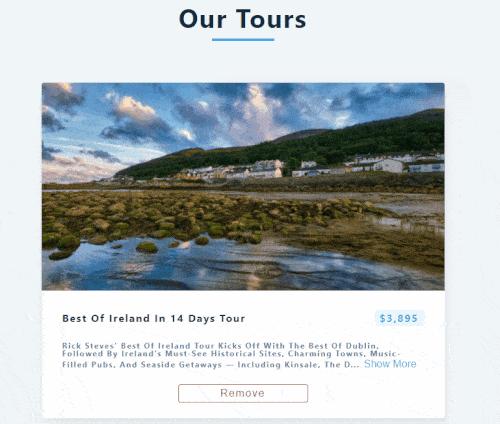 Our Tours
Best Of Ireland In 14 Days Tour
$3,895
Rick Steves' Best Of Ireland Tour Kicks Off With The Best Of Dublin,
Followed By Ireland's Must-See Historical Sites, Charming Towns, Music-
Filled Pubs, And Seaside Getaways — Including Kinsale, The D... Show More
Remove